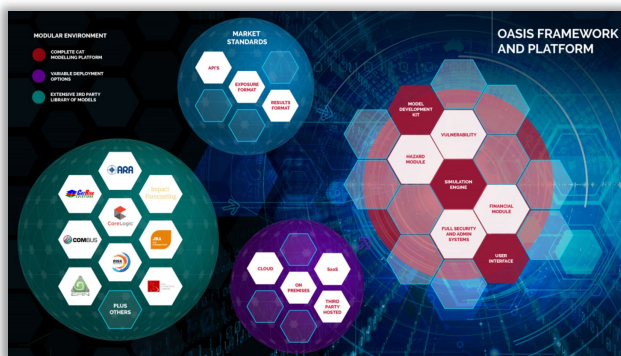 MODULAR ENVIRONMENT
COMPLETE CAT
MODELLING PLATFORM
VARIABLE DEPLOYMENT
OPTIONS
EXTENSIVE 3RD PARTY
LIBRARY OF MODELS
MARKET
STANDARDS
API'S
EXPOSURE
FORMAT
RESULTS
FORMAT
OASIS FRAMEWORK
AND PLATFORM
MODEL
DEVELOPMENT
KIT
VULNERABILITY
HAZARD
MODULE
SIMULATION
ENGINE
FINANCIAL
MODULE
FULL SECURITY
AND ADMIN
SYSTEMS
USER
INTERFACE
ARA
CatRisk
Impact
Forecasting
CoreLogic
COMBUS
JBA
PLUS
OTHERS
CLOUD
SaaS
ON
PREMISES
THIRD
PARTY
HOSTED